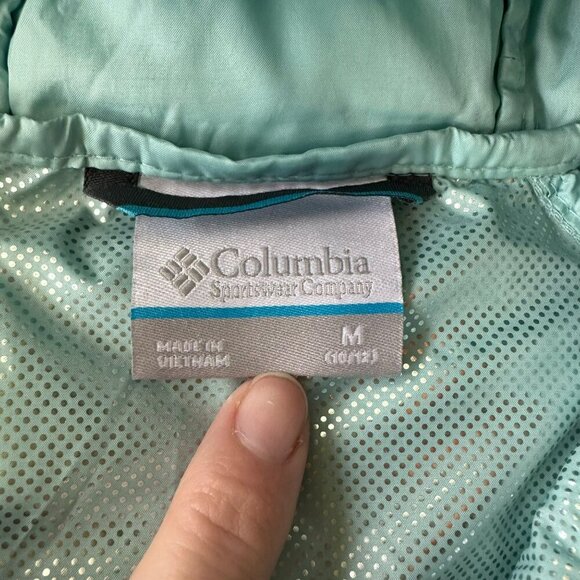 Columbia
Sportswear Company
MADE IN
VIETNAM
M
(10/12)